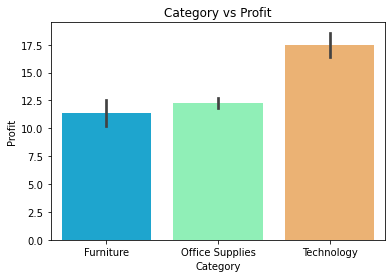 Category vs Profit
17.5
15.0
12.5
10.0
7.5
5.0
2.5
0.0
Profit
Furniture
Office Supplies
Technology
Category